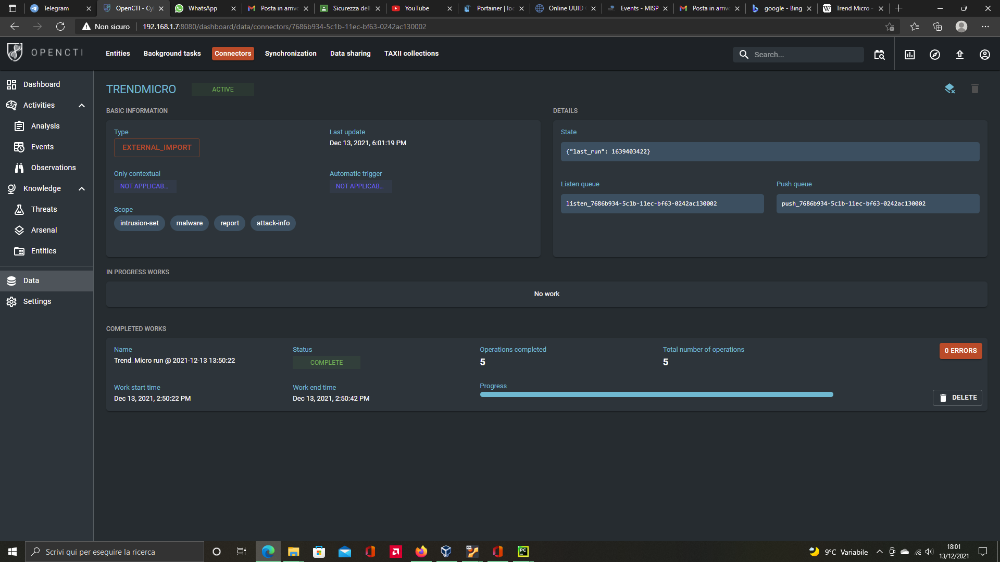 Telegram
OpenCTI - Cyl
WhatsApp
Posta in arrivo
Sicurezza dell
YouTube
Portainer | loc
Online UUID
Events - MISP
Posta in arrivo
google - Bing
Trend Micro -
Non sicuro
192.168.1.7:8080/dashboard/data/connectors/7686b934-5c1b-11ec-bf63-0242ac130002
OPENCTI
Entities
Background tasks
Connectors
Synchronization
Data sharing
TAXII collections
Search...
Dashboard
Activities
Analysis
Events
Observations
Knowledge
Threats
Arsenal
Entities
Data
Settings
TRENDMICRO
ACTIVE
BASIC INFORMATION
Type
EXTERNAL_IMPORT
Last update
Dec 13, 2021, 6:01:19 PM
Only contextual
NOT APPLICAB...
Automatic trigger
NOT APPLICAB...
Scope
intrusion-set
malware
report
attack-info
DETAILS
State
{"last_run": 1639403422}
Listen queue
listen_7686b934-5c1b-11ec-bf63-0242ac130002
Push queue
push_7686b934-5c1b-11ec-bf63-0242ac130002
IN PROGRESS WORKS
No work
COMPLETED WORKS
Name
Trend_Micro run @ 2021-12-13 13:50:22
Status
COMPLETE
Operations completed
5
Total number of operations
5
0 ERRORS
Work start time
Dec 13, 2021, 2:50:22 PM
Work end time
Dec 13, 2021, 2:50:42 PM
Progress
DELETE
Scrivi qui per eseguire la ricerca
PC
9°C Variabile
18:01
13/12/2021